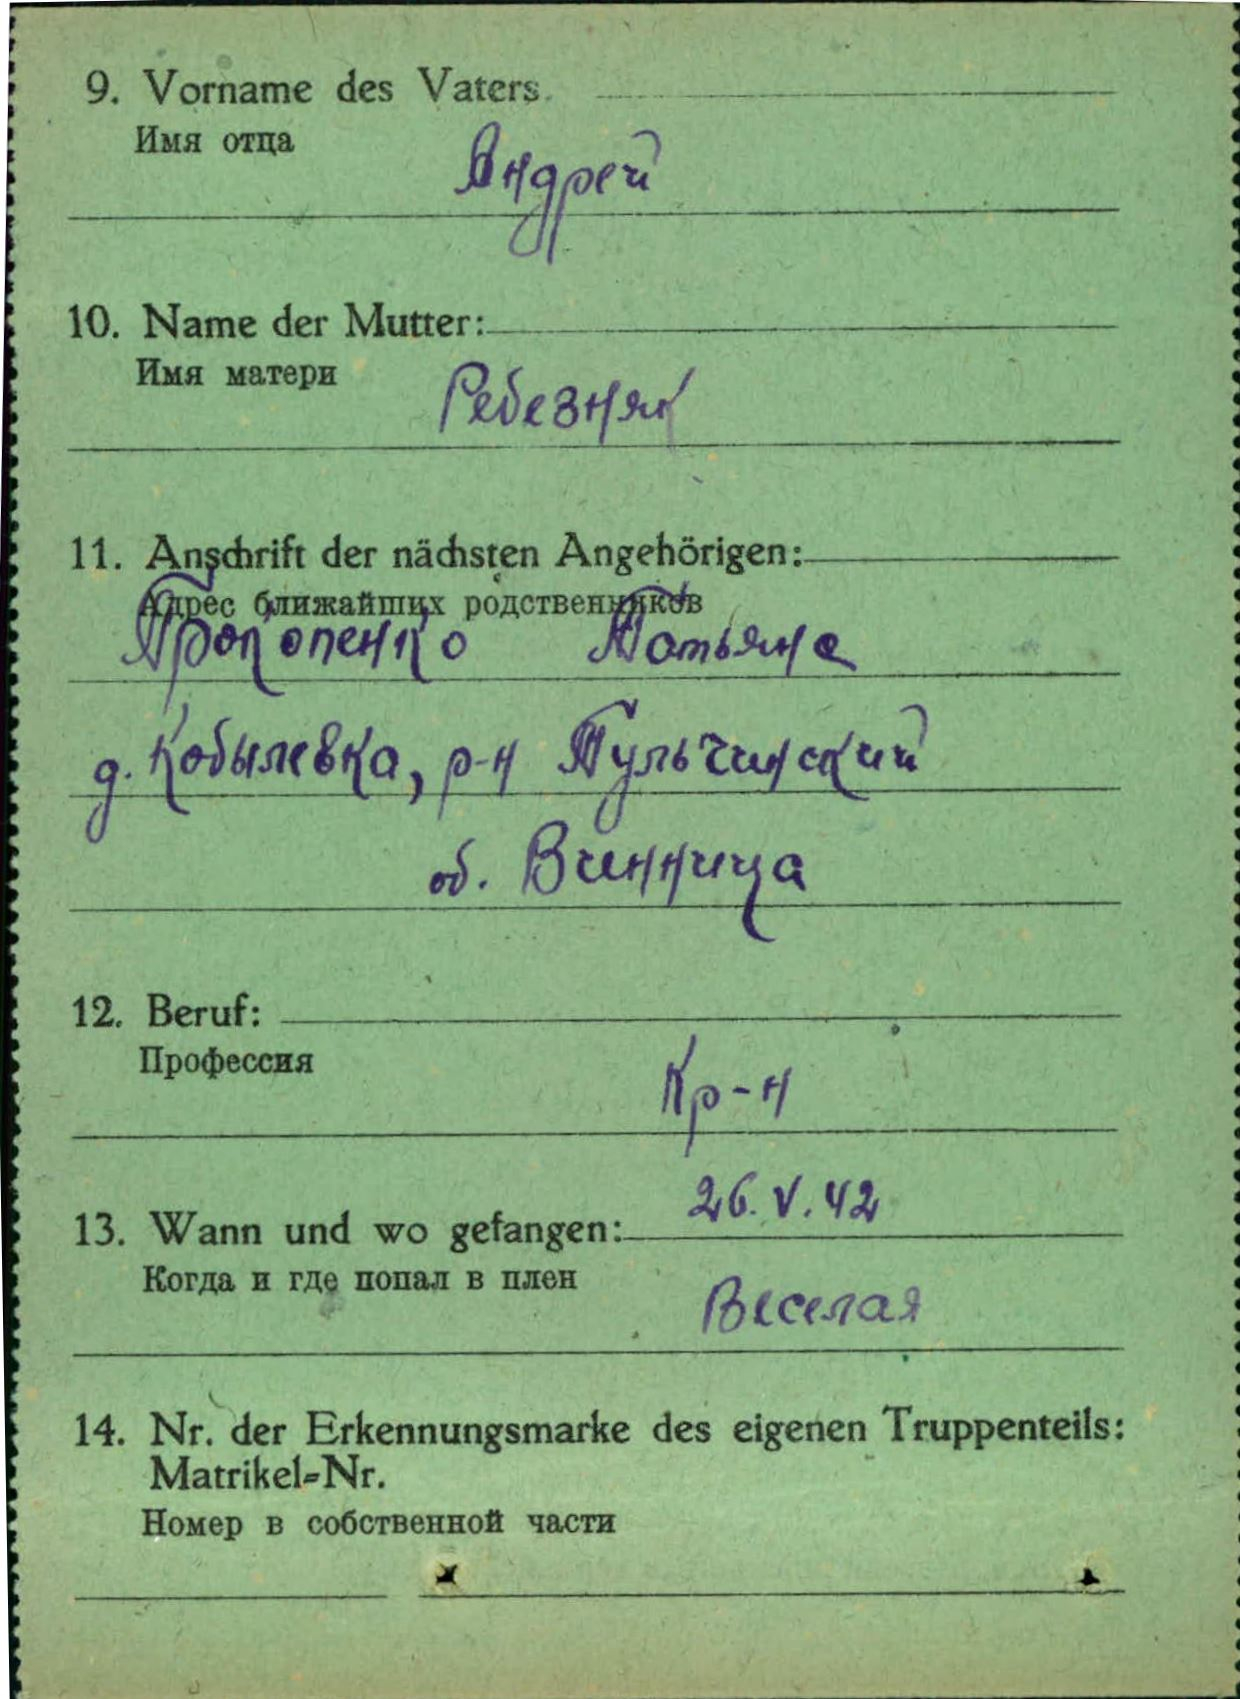 9. Vorname des Vaters.
Имя отца
Андрей
10. Name der Mutter:
Имя матери
Ребезняк
11. Anschrift der nächsten Angehörigen:
Адрес ближайших родственников
Прокопенко Татьяна
д. Кобылевка, р-н Тульчинский
об. Винница
12. Beruf:
Профессия
Кр-н
26.V.42
13. Wann und wo gefangen:
Когда и где попал в плен
Веселая
14. Nr. der Erkennungsmarke des eigenen Truppenteils:
Matrikel-Nr.
Номер в собственной части